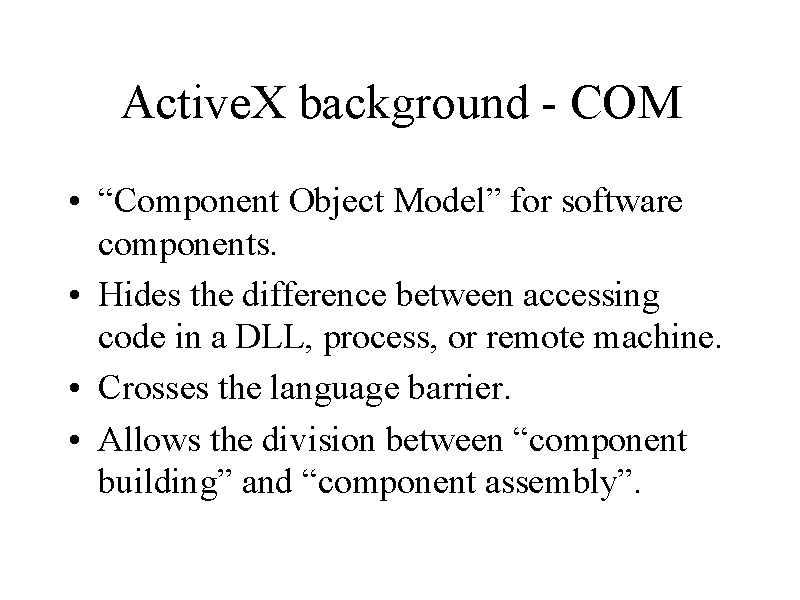 Active.X background - COM
• “Component Object Model” for software
components.
• Hides the difference between accessing
code in a DLL, process, or remote machine.
• Crosses the language barrier.
• Allows the division between “component
building” and “component assembly”.